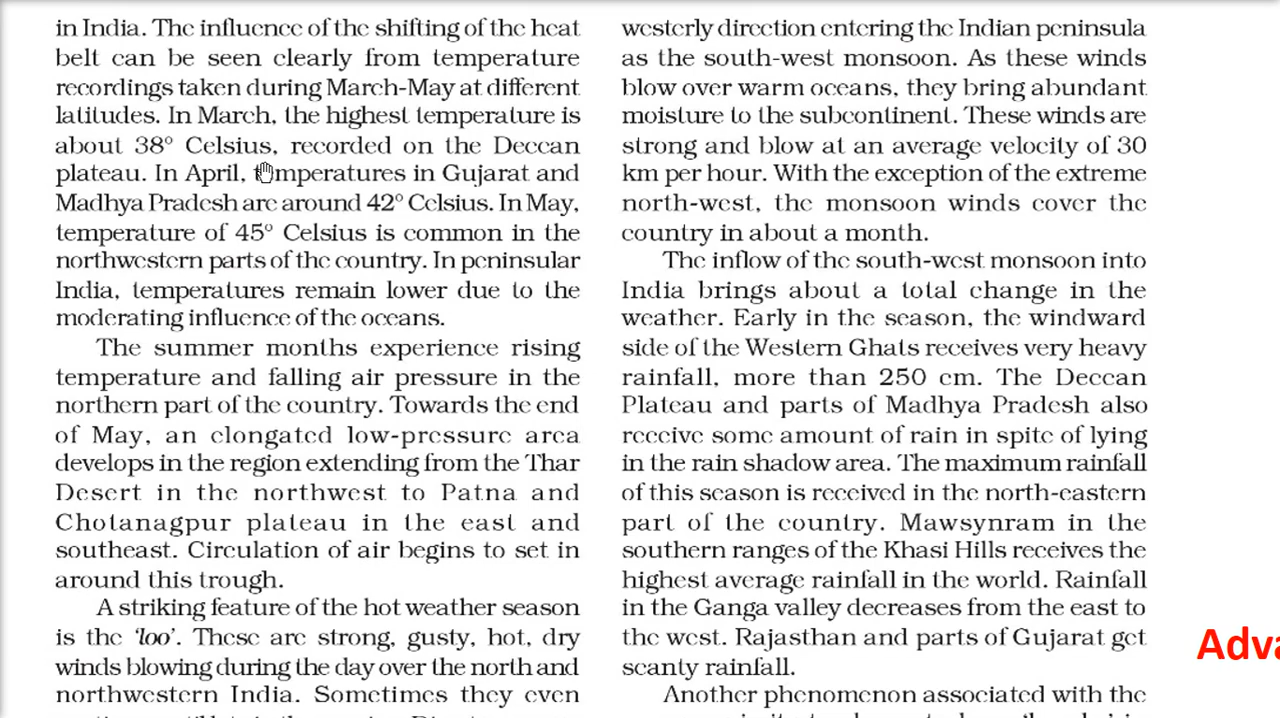 in India. The influence of the shifting of the heat
belt can be seen clearly from temperature
recordings taken during March-May at different
latitudes. In March, the highest temperature is
about 38° Celsius, recorded on the Deccan
plateau. In April, temperatures in Gujarat and
Madhya Pradesh are around 42° Celsius. In May,
temperature of 45° Celsius is common in the
northwestern parts of the country. In peninsular
India, temperatures remain lower due to the
moderating influence of the oceans.
The summer months experience rising
temperature and falling air pressure in the
northern part of the country. Towards the end
of May, an elongated low-pressure area
develops in the region extending from the Thar
Desert in the northwest to Patna and
Chotanagpur plateau in the east and
southeast. Circulation of air begins to set in
around this trough.
A striking feature of the hot weather season
is the 'loo'. These are strong, gusty, hot, dry
winds blowing during the day over the north and
northwestern India. Sometimes they even
westerly direction entering the Indian peninsula
as the south-west monsoon. As these winds
blow over warm oceans, they bring abundant
moisture to the subcontinent. These winds are
strong and blow at an average velocity of 30
km per hour. With the exception of the extreme
north-west, the monsoon winds cover the
country in about a month.
The inflow of the south-west monsoon into
India brings about a total change in the
weather. Early in the season, the windward
side of the Western Ghats receives very heavy
rainfall, more than 250 cm. The Deccan
Plateau and parts of Madhya Pradesh also
receive some amount of rain in spite of lying
in the rain shadow area. The maximum rainfall
of this season is received in the north-eastern
part of the country. Mawsynram in the
southern ranges of the Khasi Hills receives the
highest average rainfall in the world. Rainfall
in the Ganga valley decreases from the east to
the west. Rajasthan and parts of Gujarat get
scanty rainfall.
Another phenomenon associated with the
Adva